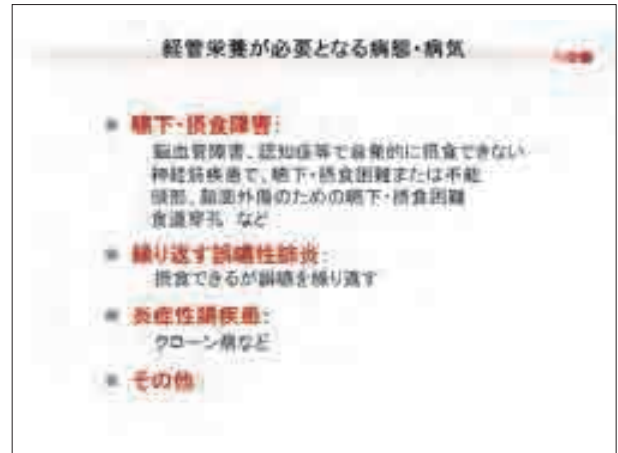 経管栄養が必要となる病態・病気
嚥下・摂食障害:
脳血管障害、認知症等で自発的に摂食できない
神経筋疾患で、嚥下・摂食困難または不能
頭部、顔面外傷のための嚥下・摂食困難
食道穿孔 など
繰り返す誤嚥性肺炎:
摂食できるが誤嚥を繰り返す
炎症性腸疾患:
クローン病など
その他